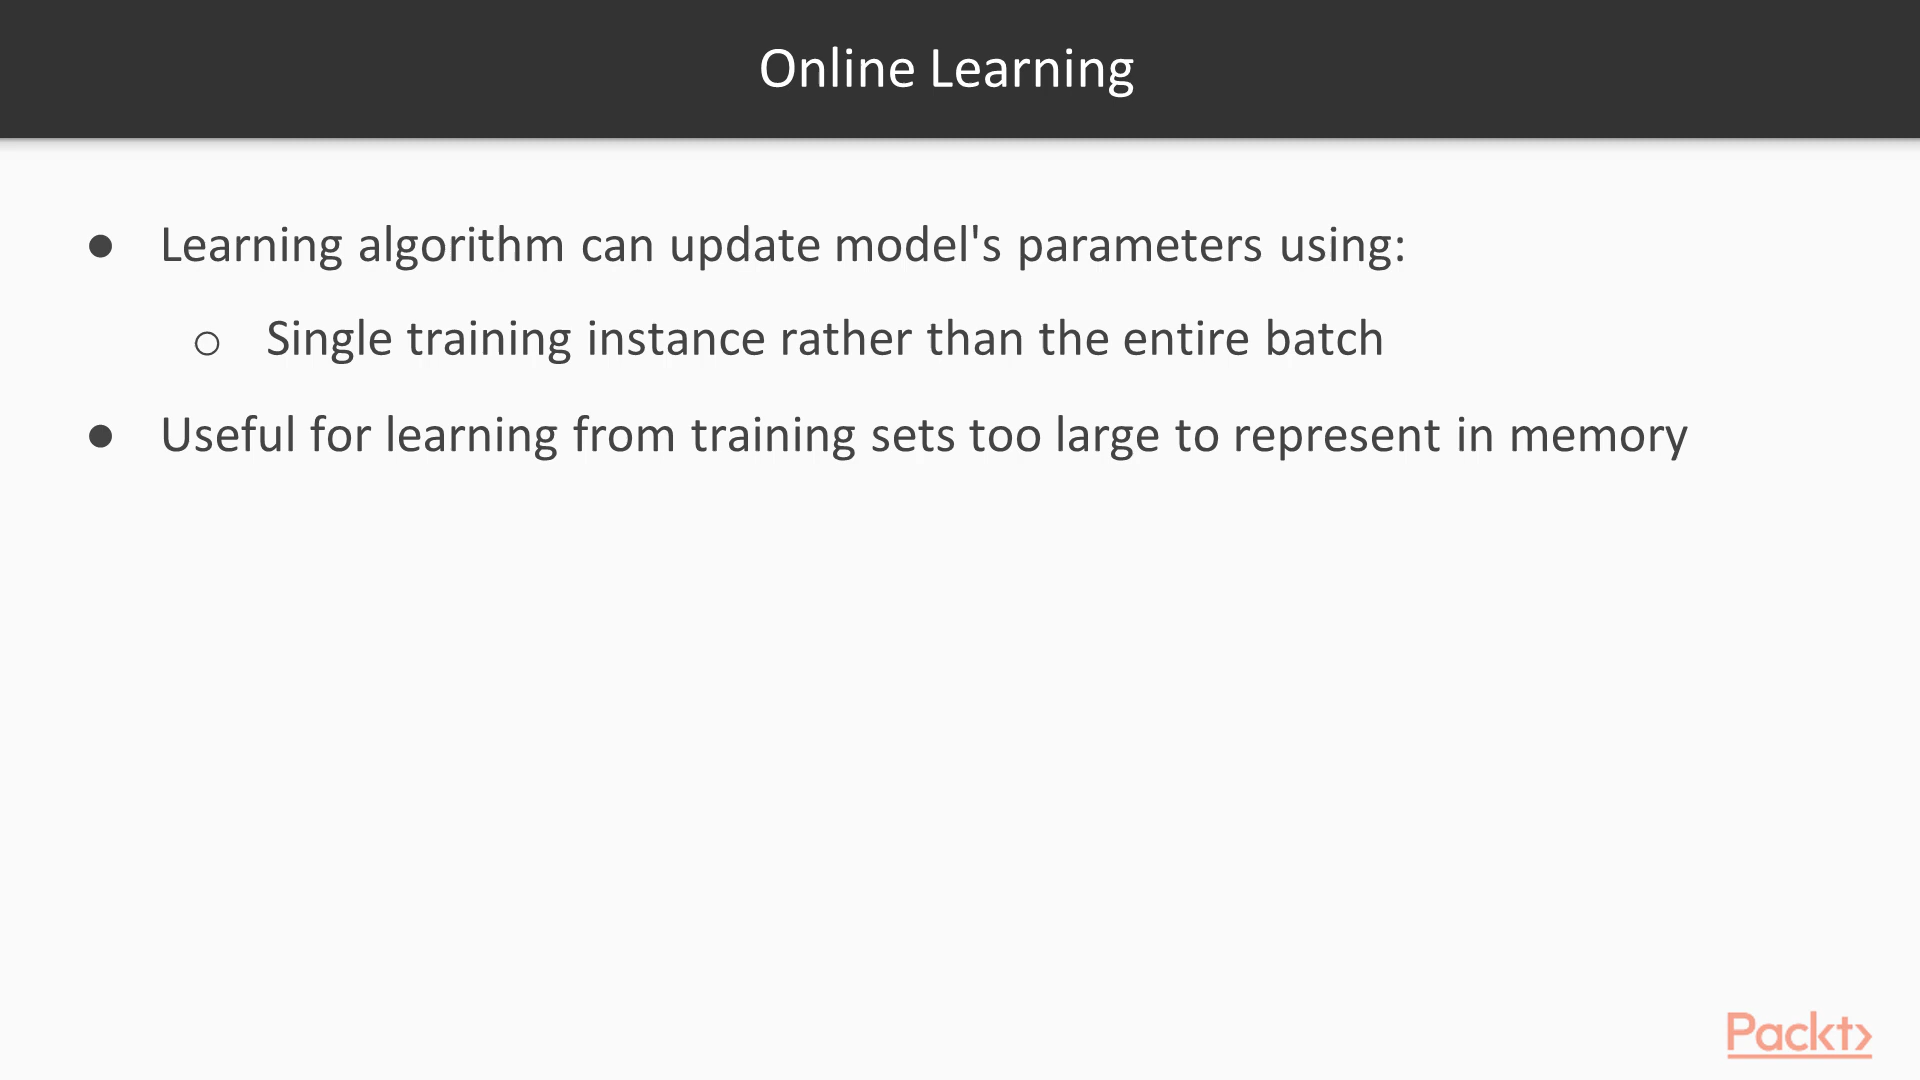 Online Learning
● Learning algorithm can update model's parameters using:
○ Single training instance rather than the entire batch
● Useful for learning from training sets too large to represent in memory
Packt>